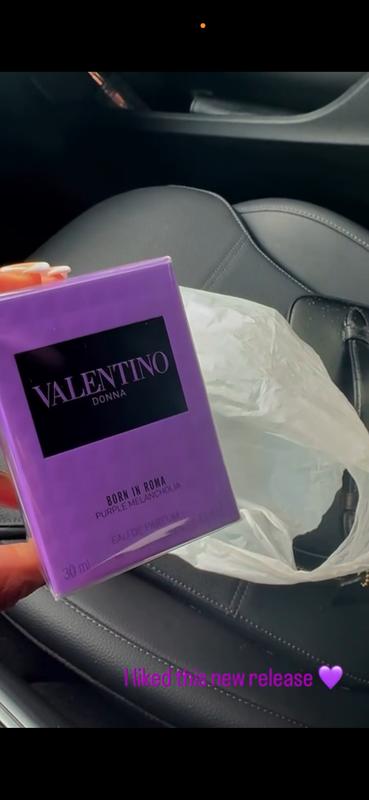 VALENTINO
DONNA
BORN IN ROMA
PURPLE MELANCHOLIA
EAU DE PARFUM
30 ml
I liked this new release 💜